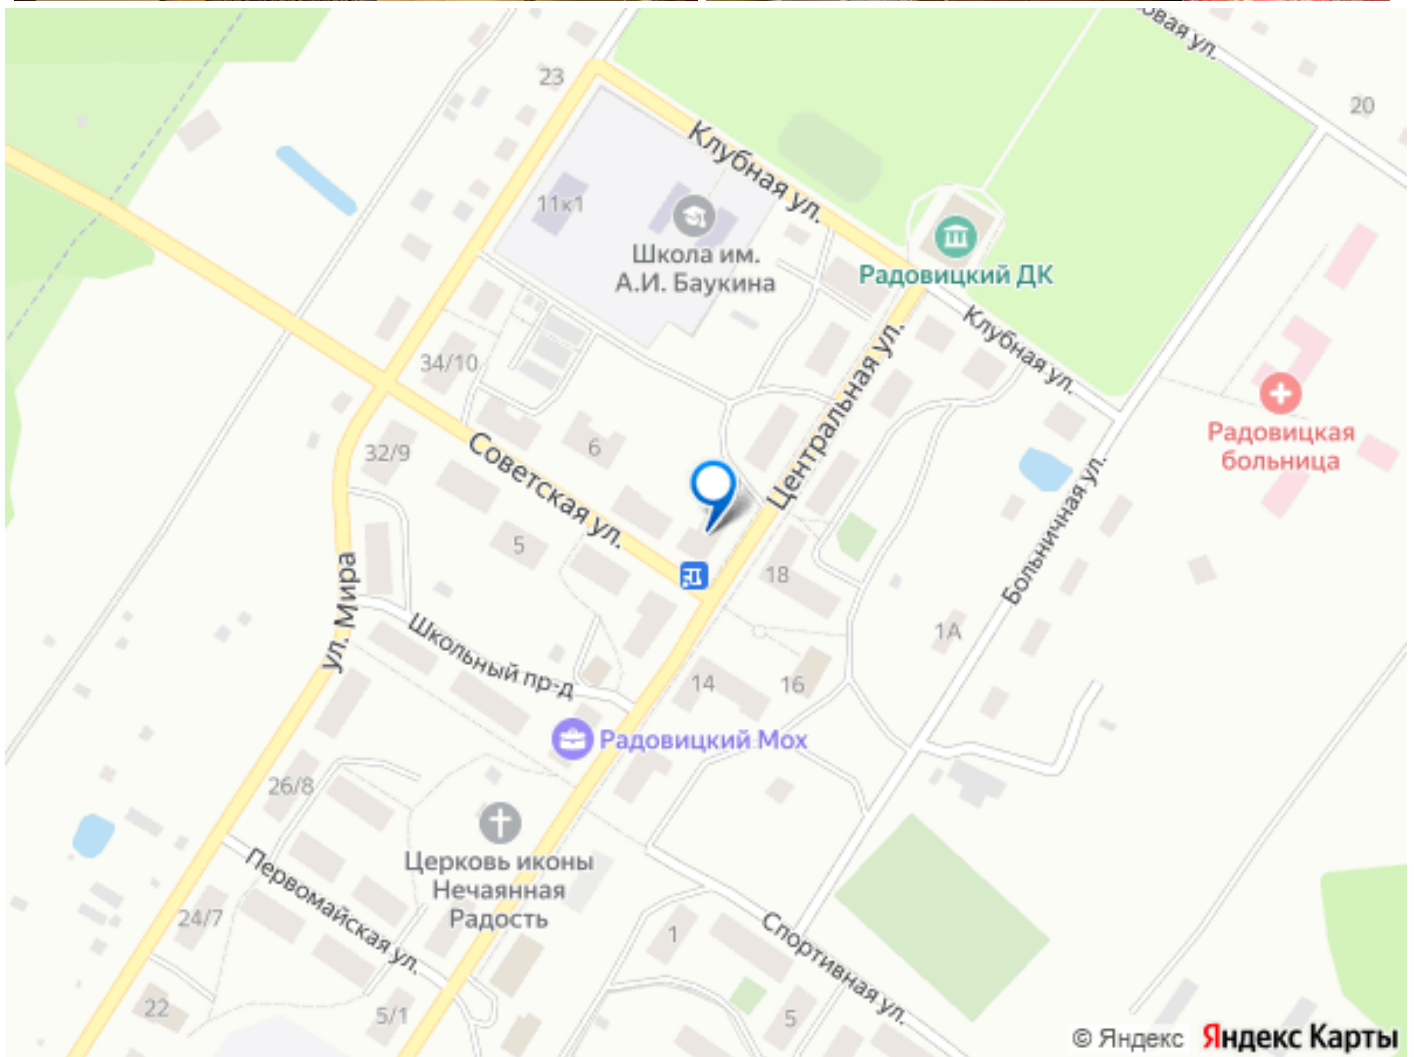 23
20
Клубная ул.
11к1
Школа им.
А.И. Баукина
Радовицкий ДК
Клубная ул.
34/10
Центральная ул.
Радовицкая
больница
6
32/9
Советская ул.
5
18
Больничная ул.
ул. Мира
Школьный пр-д
1А
14
16
Радовицкий Мох
26/8
Церковь иконы
Нечаянная
Радость
Первомайская ул.
24/7
1
Спортивная ул.
22
5/1
5
© Яндекс Яндекс Карты